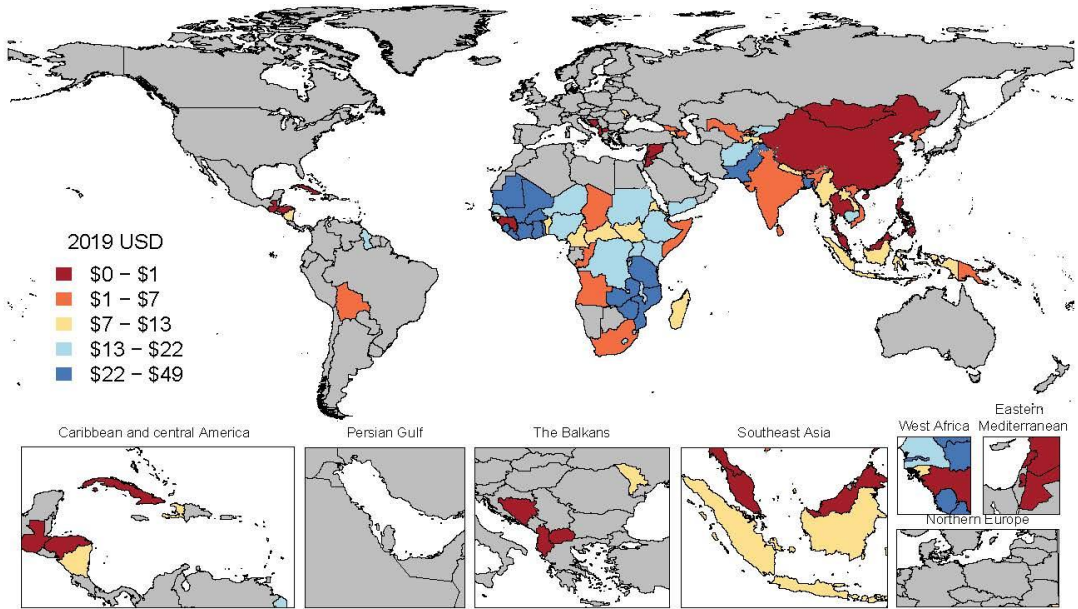 2019 USD
$0 – $1
$1 – $7
$7 – $13
$13 – $22
$22 – $49
Caribbean and central America
Persian Gulf
The Balkans
Southeast Asia
West Africa
Eastern
Mediterranean
Northern Europe